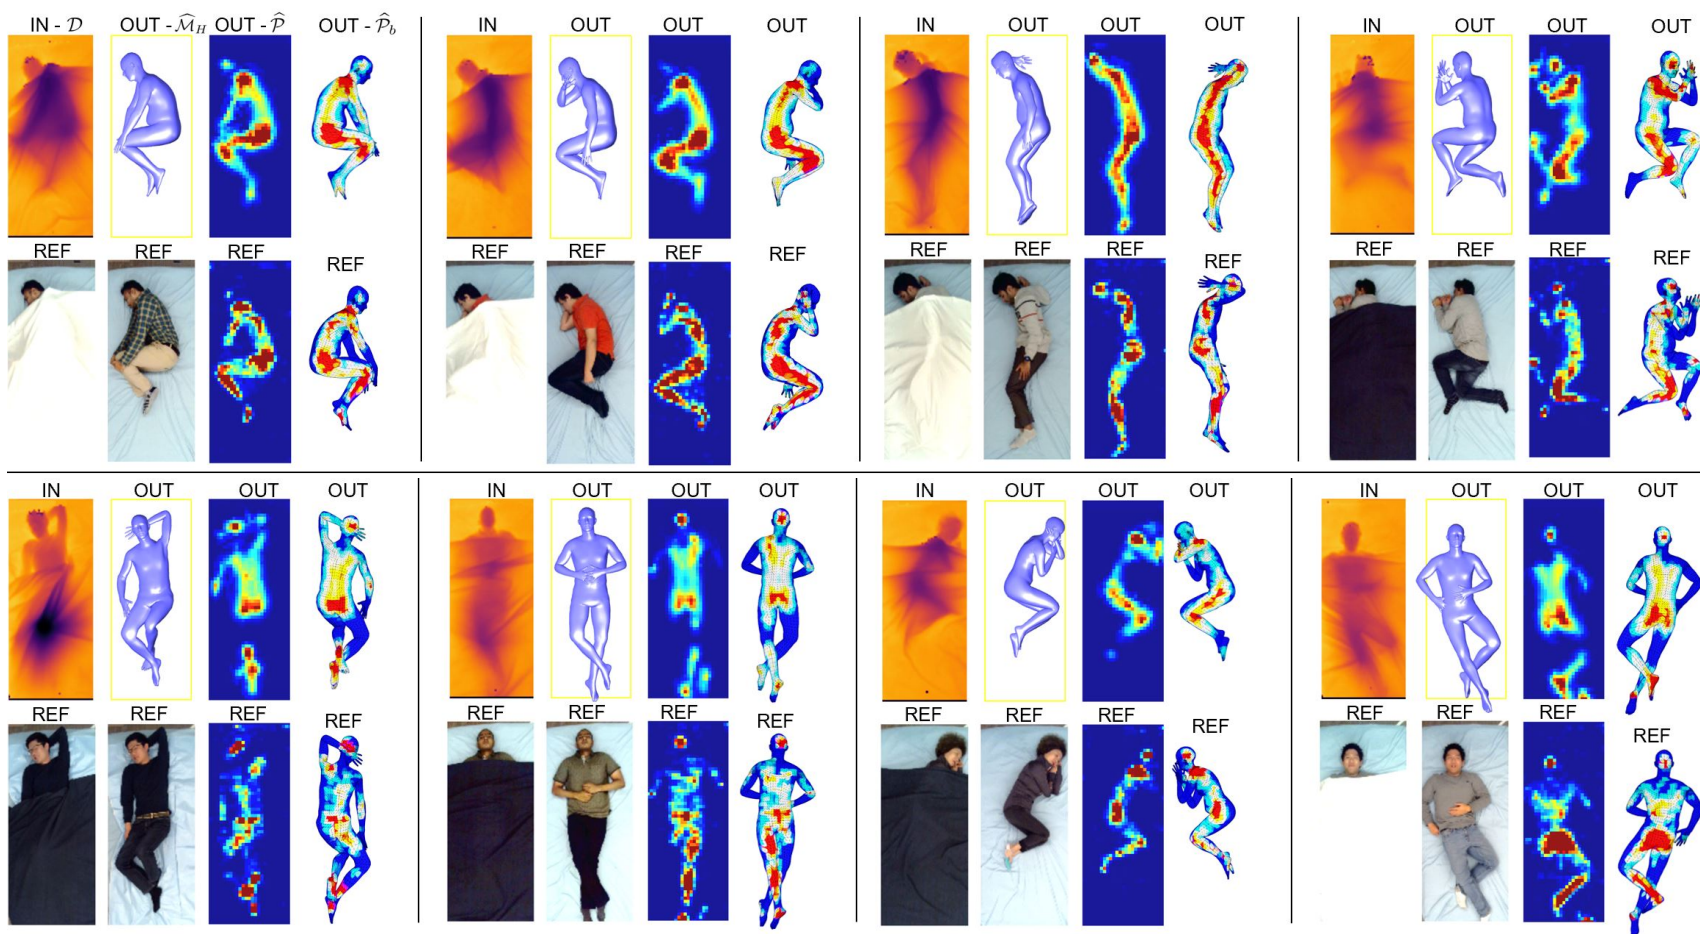 IN - 𝒟 OUT - ℳ̂_H OUT - 𝒫̂ OUT - 𝒫̂_b IN OUT OUT OUT IN OUT OUT OUT IN OUT OUT OUT
REF REF REF REF REF REF REF REF REF REF REF REF REF REF REF REF
IN OUT OUT OUT IN OUT OUT OUT IN OUT OUT OUT IN OUT OUT OUT
REF REF REF REF REF REF REF REF REF REF REF REF REF REF REF REF